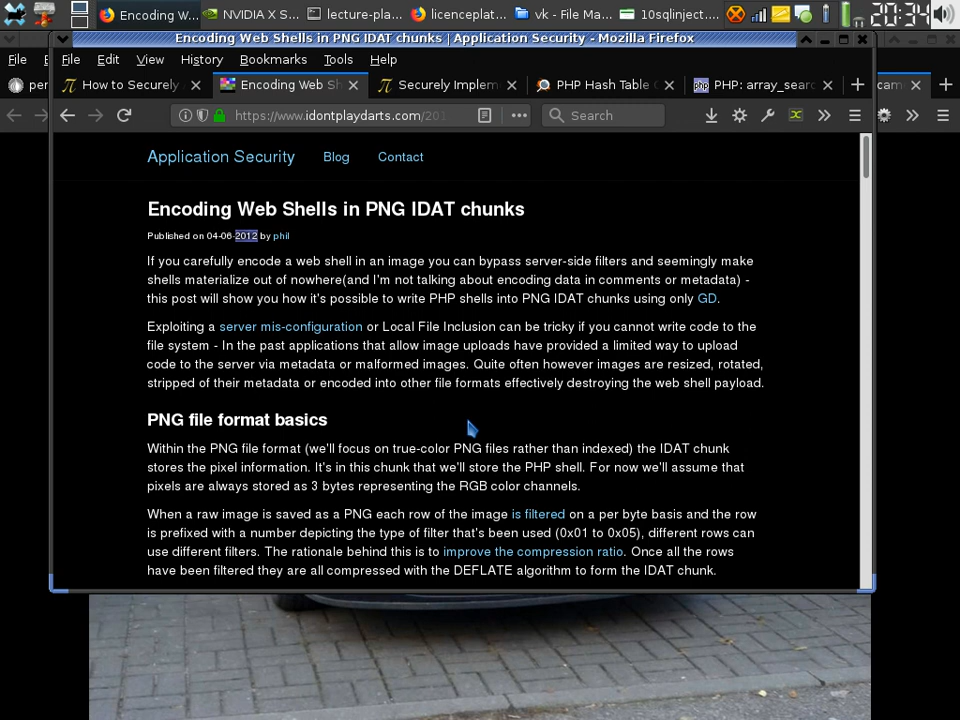 Encoding W...
NVIDIA X S...
lecture-pla...
licenceplat...
vk - File Ma...
10sqlinject....
20:34
Encoding Web Shells in PNG IDAT chunks | Application Security - Mozilla Firefox
File
File Edit View History Bookmarks Tools Help
per
How to Securely
Encoding Web Sh
Securely Implem
PHP Hash Table C
PHP: array_searc
cam
https://www.idontplaydarts.com/201
Search
Application Security Blog Contact
Encoding Web Shells in PNG IDAT chunks
Published on 04-06-2012 by phil
If you carefully encode a web shell in an image you can bypass server-side filters and seemingly make
shells materialize out of nowhere(and I'm not talking about encoding data in comments or metadata) -
this post will show you how it's possible to write PHP shells into PNG IDAT chunks using only GD.
Exploiting a server mis-configuration or Local File Inclusion can be tricky if you cannot write code to the
file system - In the past applications that allow image uploads have provided a limited way to upload
code to the server via metadata or malformed images. Quite often however images are resized, rotated,
stripped of their metadata or encoded into other file formats effectively destroying the web shell payload.
PNG file format basics
Within the PNG file format (we'll focus on true-color PNG files rather than indexed) the IDAT chunk
stores the pixel information. It's in this chunk that we'll store the PHP shell. For now we'll assume that
pixels are always stored as 3 bytes representing the RGB color channels.
When a raw image is saved as a PNG each row of the image is filtered on a per byte basis and the row
is prefixed with a number depicting the type of filter that's been used (0x01 to 0x05), different rows can
use different filters. The rationale behind this is to improve the compression ratio. Once all the rows
have been filtered they are all compressed with the DEFLATE algorithm to form the IDAT chunk.